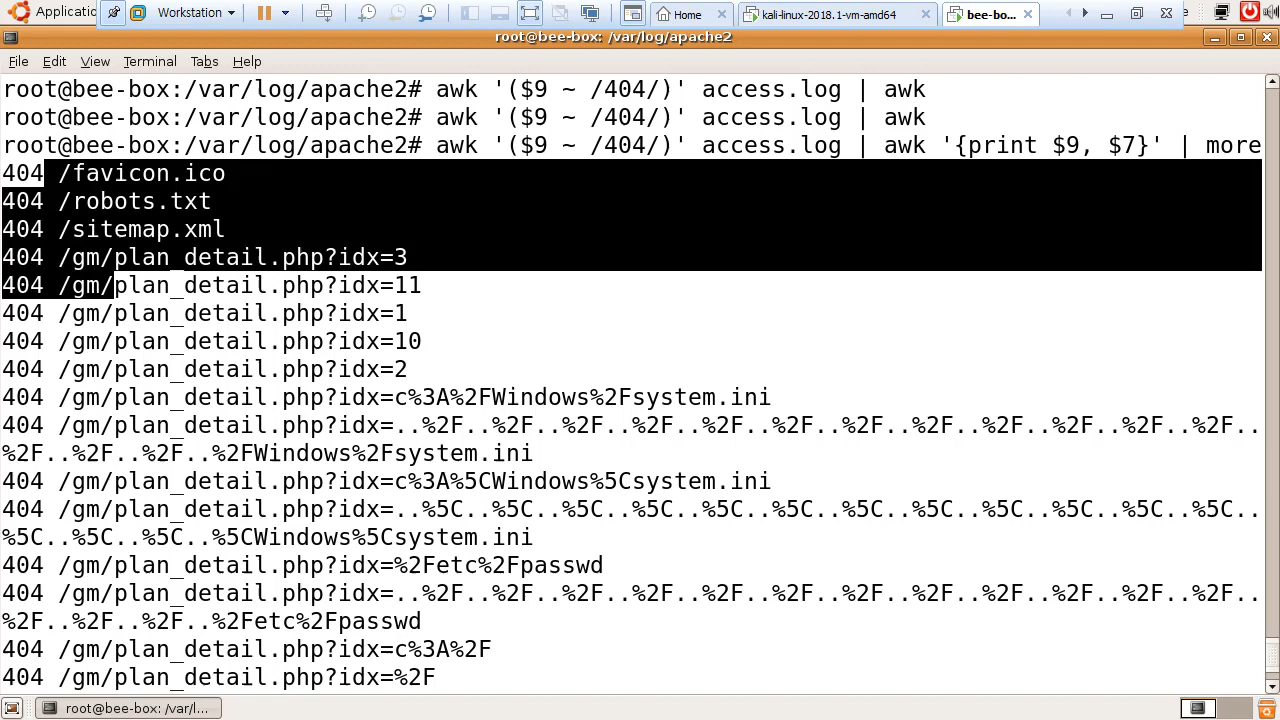 Applicatio
Workstation
Home
kali-linux-2018.1-vm-amd64
bee-bo...
root@bee-box: /var/log/apache2
File Edit View Terminal Tabs Help
root@bee-box:/var/log/apache2# awk '($9 ~ /404/)' access.log | awk
root@bee-box:/var/log/apache2# awk '($9 ~ /404/)' access.log | awk
root@bee-box:/var/log/apache2# awk '($9 ~ /404/)' access.log | awk '{print $9, $7}' | more
404 /favicon.ico
404 /robots.txt
404 /sitemap.xml
404 /gm/plan_detail.php?idx=3
404 /gm/plan_detail.php?idx=11
404 /gm/plan_detail.php?idx=1
404 /gm/plan_detail.php?idx=10
404 /gm/plan_detail.php?idx=2
404 /gm/plan_detail.php?idx=c%3A%2FWindows%2Fsystem.ini
404 /gm/plan_detail.php?idx=..%2F..%2F..%2F..%2F..%2F..%2F..%2F..%2F..%2F..%2F..%2F..%2F..
%2F..%2F..%2F..%2FWindows%2Fsystem.ini
404 /gm/plan_detail.php?idx=c%3A%5CWindows%5Csystem.ini
404 /gm/plan_detail.php?idx=..%5C..%5C..%5C..%5C..%5C..%5C..%5C..%5C..%5C..%5C..%5C..%5C..
%5C..%5C..%5C..%5CWindows%5Csystem.ini
404 /gm/plan_detail.php?idx=%2Fetc%2Fpasswd
404 /gm/plan_detail.php?idx=..%2F..%2F..%2F..%2F..%2F..%2F..%2F..%2F..%2F..%2F..%2F..%2F..
%2F..%2F..%2F..%2Fetc%2Fpasswd
404 /gm/plan_detail.php?idx=c%3A%2F
404 /gm/plan_detail.php?idx=%2F
root@bee-box: /var/l...